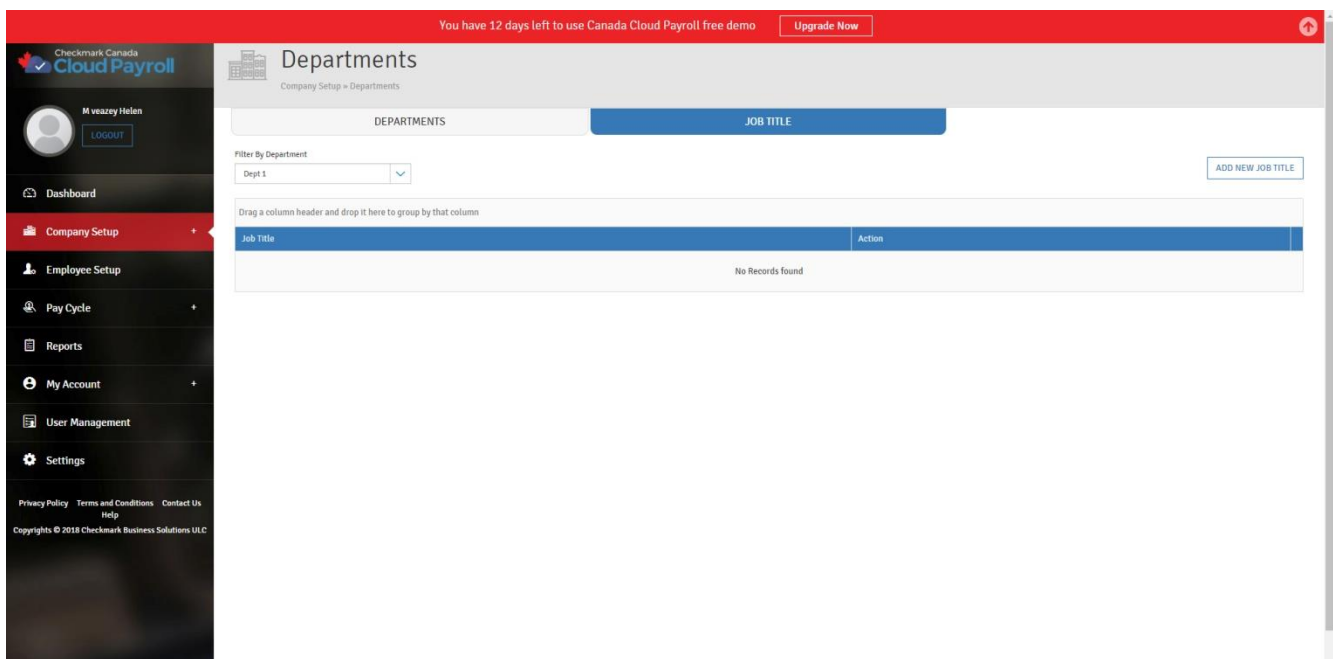 You have 12 days left to use Canada Cloud Payroll free demo
Upgrade Now
Checkmark Canada
Cloud Payroll
M veazey Helen
LOGOUT
Dashboard
Company Setup +
Employee Setup
Pay Cycle +
Reports
My Account +
User Management
Settings
Privacy Policy Terms and Conditions Contact Us
Help
Copyrights © 2018 Checkmark Business Solutions ULC
Departments
Company Setup » Departments
DEPARTMENTS
JOB TITLE
Filter By Department
Dept 1
ADD NEW JOB TITLE
Drag a column header and drop it here to group by that column
Job Title
Action
No Records found